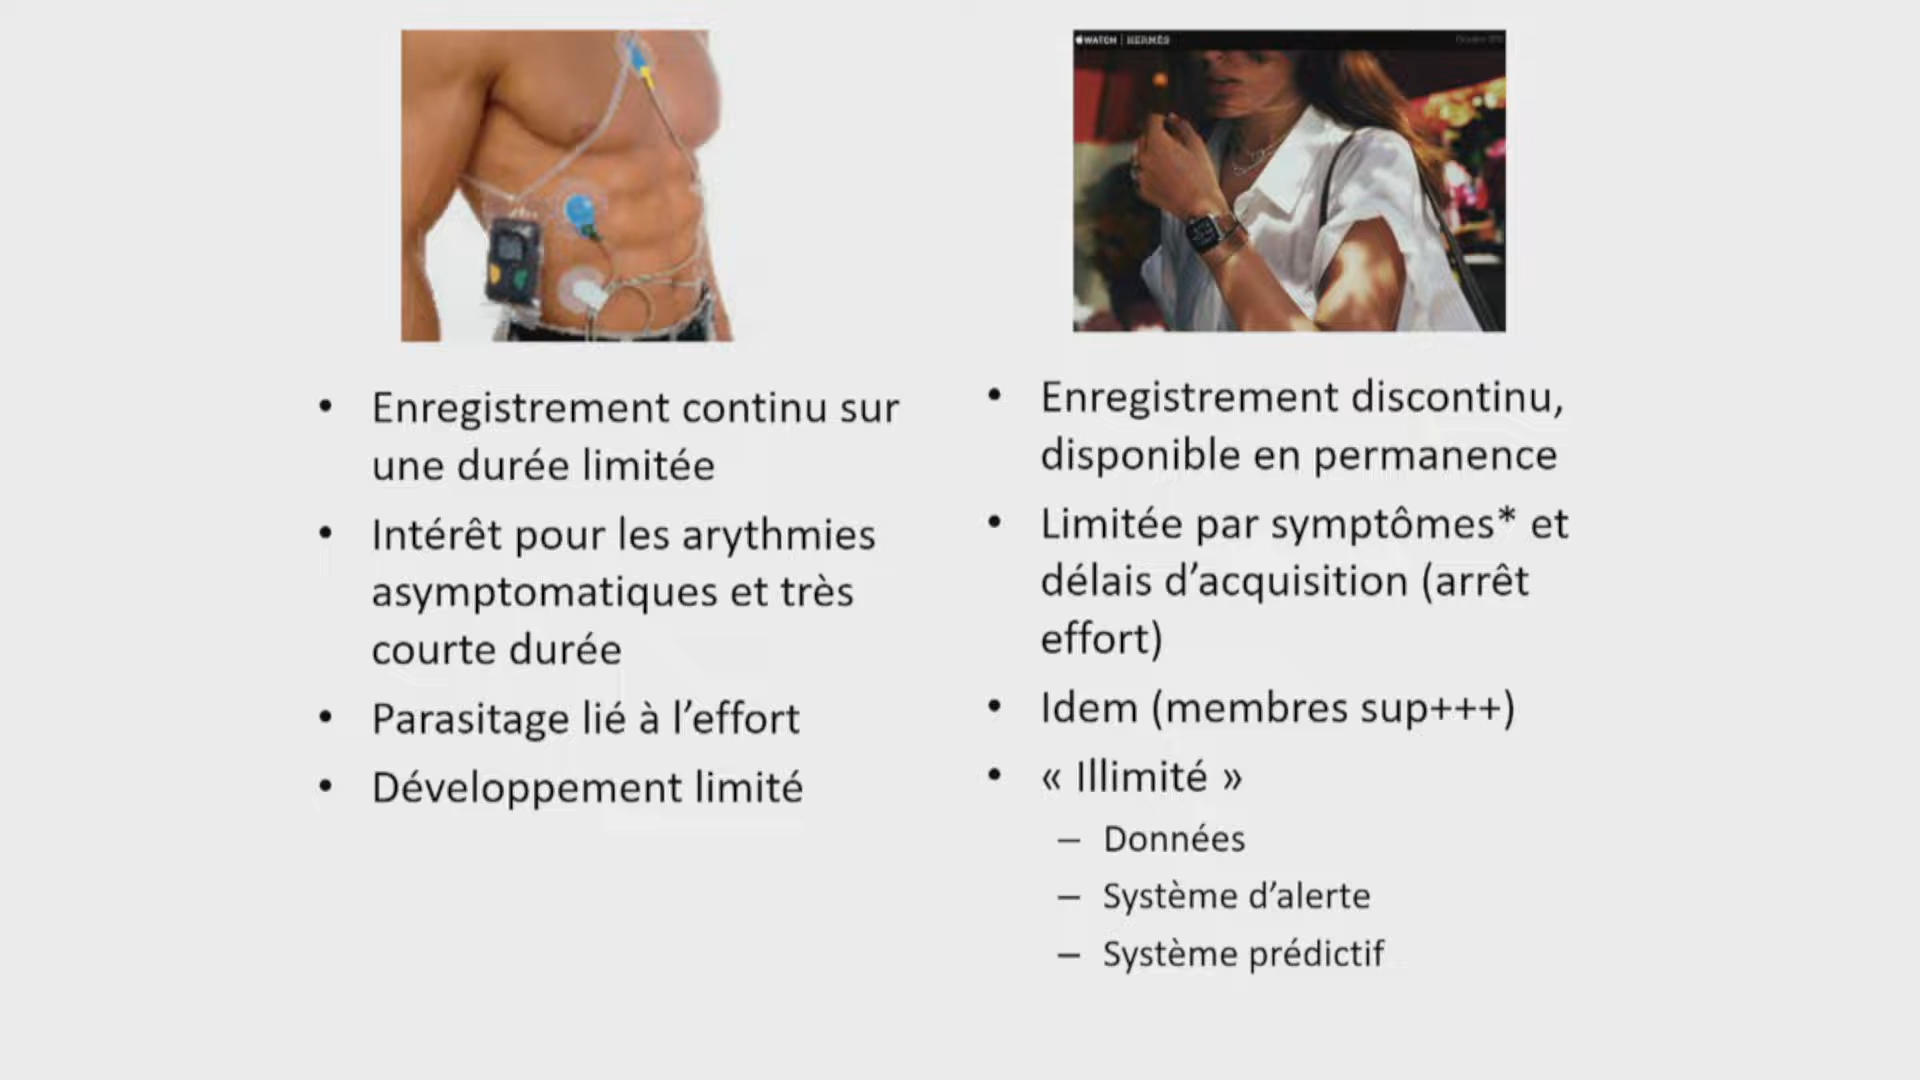 WATCH | HERMÈS
• Enregistrement continu sur
une durée limitée
• Intérêt pour les arythmies
asymptomatiques et très
courte durée
• Parasitage lié à l’effort
• Développement limité
• Enregistrement discontinu,
disponible en permanence
• Limitée par symptômes* et
délais d’acquisition (arrêt
effort)
• Idem (membres sup+++)
• « Illimité »
– Données
– Système d’alerte
– Système prédictif